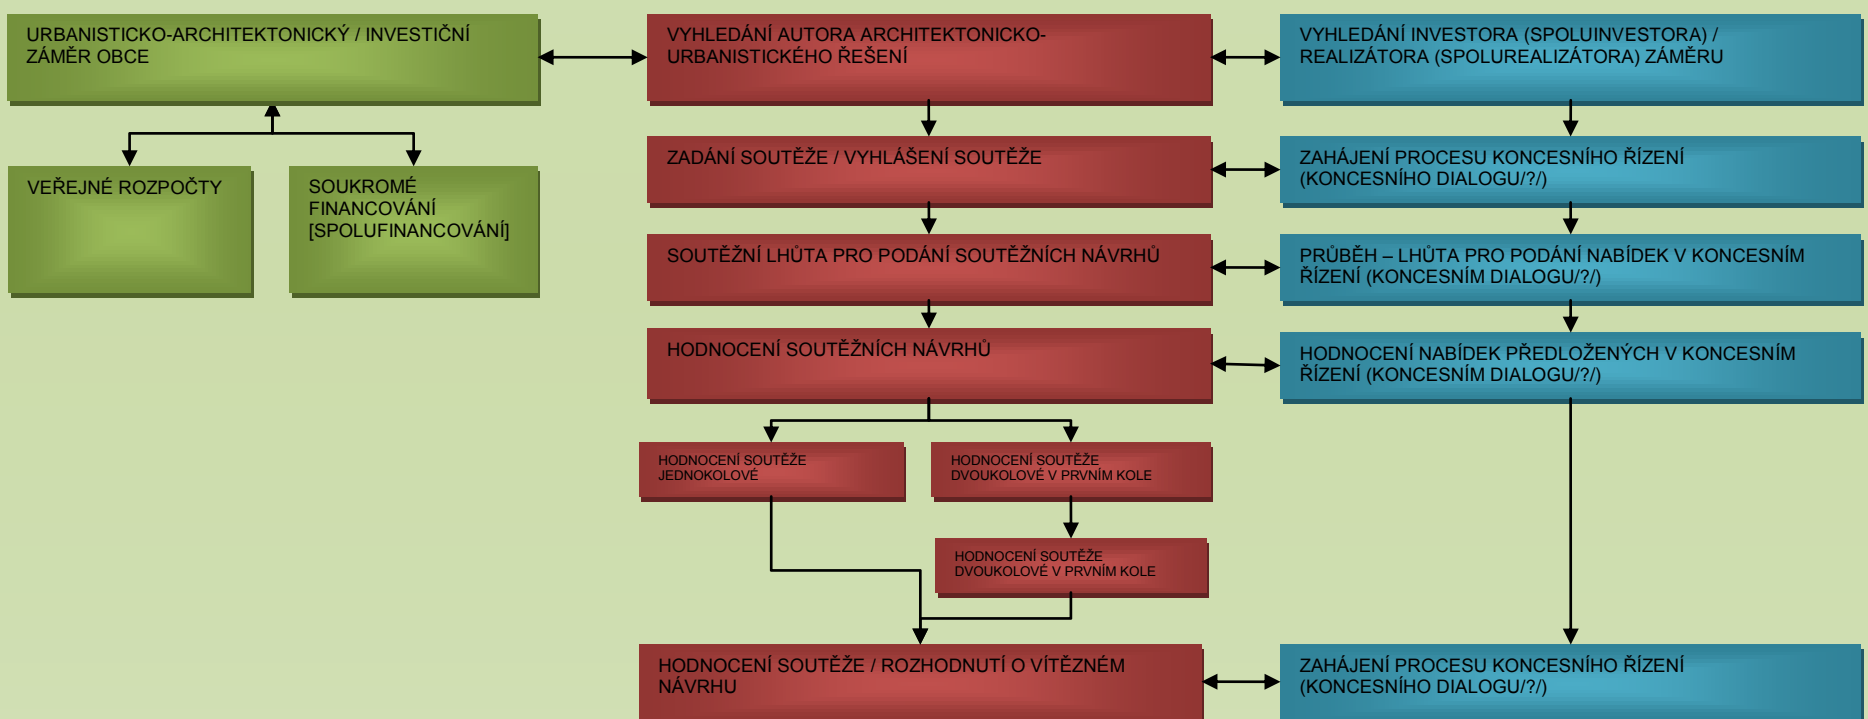 URBANISTICKO-ARCHITEKTONICKÝ / INVESTIČNÍ
ZÁMĚR OBCE
VEŘEJNÉ ROZPOČTY
SOUKROMÉ
FINANCOVÁNÍ
[SPOLUFINANCOVÁNÍ]
VYHLEDÁNÍ AUTORA ARCHITEKTONICKO-
URBANISTICKÉHO ŘEŠENÍ
ZADÁNÍ SOUTĚŽE / VYHLÁŠENÍ SOUTĚŽE
SOUTĚŽNÍ LHŮTA PRO PODÁNÍ SOUTĚŽNÍCH NÁVRHŮ
HODNOCENÍ SOUTĚŽNÍCH NÁVRHŮ
HODNOCENÍ SOUTĚŽE
JEDNOKOLOVÉ
HODNOCENÍ SOUTĚŽE
DVOUKOLOVÉ V PRVNÍM KOLE
HODNOCENÍ SOUTĚŽE
DVOUKOLOVÉ V PRVNÍM KOLE
HODNOCENÍ SOUTĚŽE / ROZHODNUTÍ O VÍTĚZNÉM
NÁVRHU
VYHLEDÁNÍ INVESTORA (SPOLUINVESTORA) /
REALIZÁTORA (SPOLUREALIZÁTORA) ZÁMĚRU
ZAHÁJENÍ PROCESU KONCESNÍHO ŘÍZENÍ
(KONCESNÍHO DIALOGU/?/)
PRŮBĚH – LHŮTA PRO PODÁNÍ NABÍDEK V KONCESNÍM
ŘÍZENÍ (KONCESNÍM DIALOGU/?/)
HODNOCENÍ NABÍDEK PŘEDLOŽENÝCH V KONCESNÍM
ŘÍZENÍ (KONCESNÍM DIALOGU/?/)
ZAHÁJENÍ PROCESU KONCESNÍHO ŘÍZENÍ
(KONCESNÍHO DIALOGU/?/)